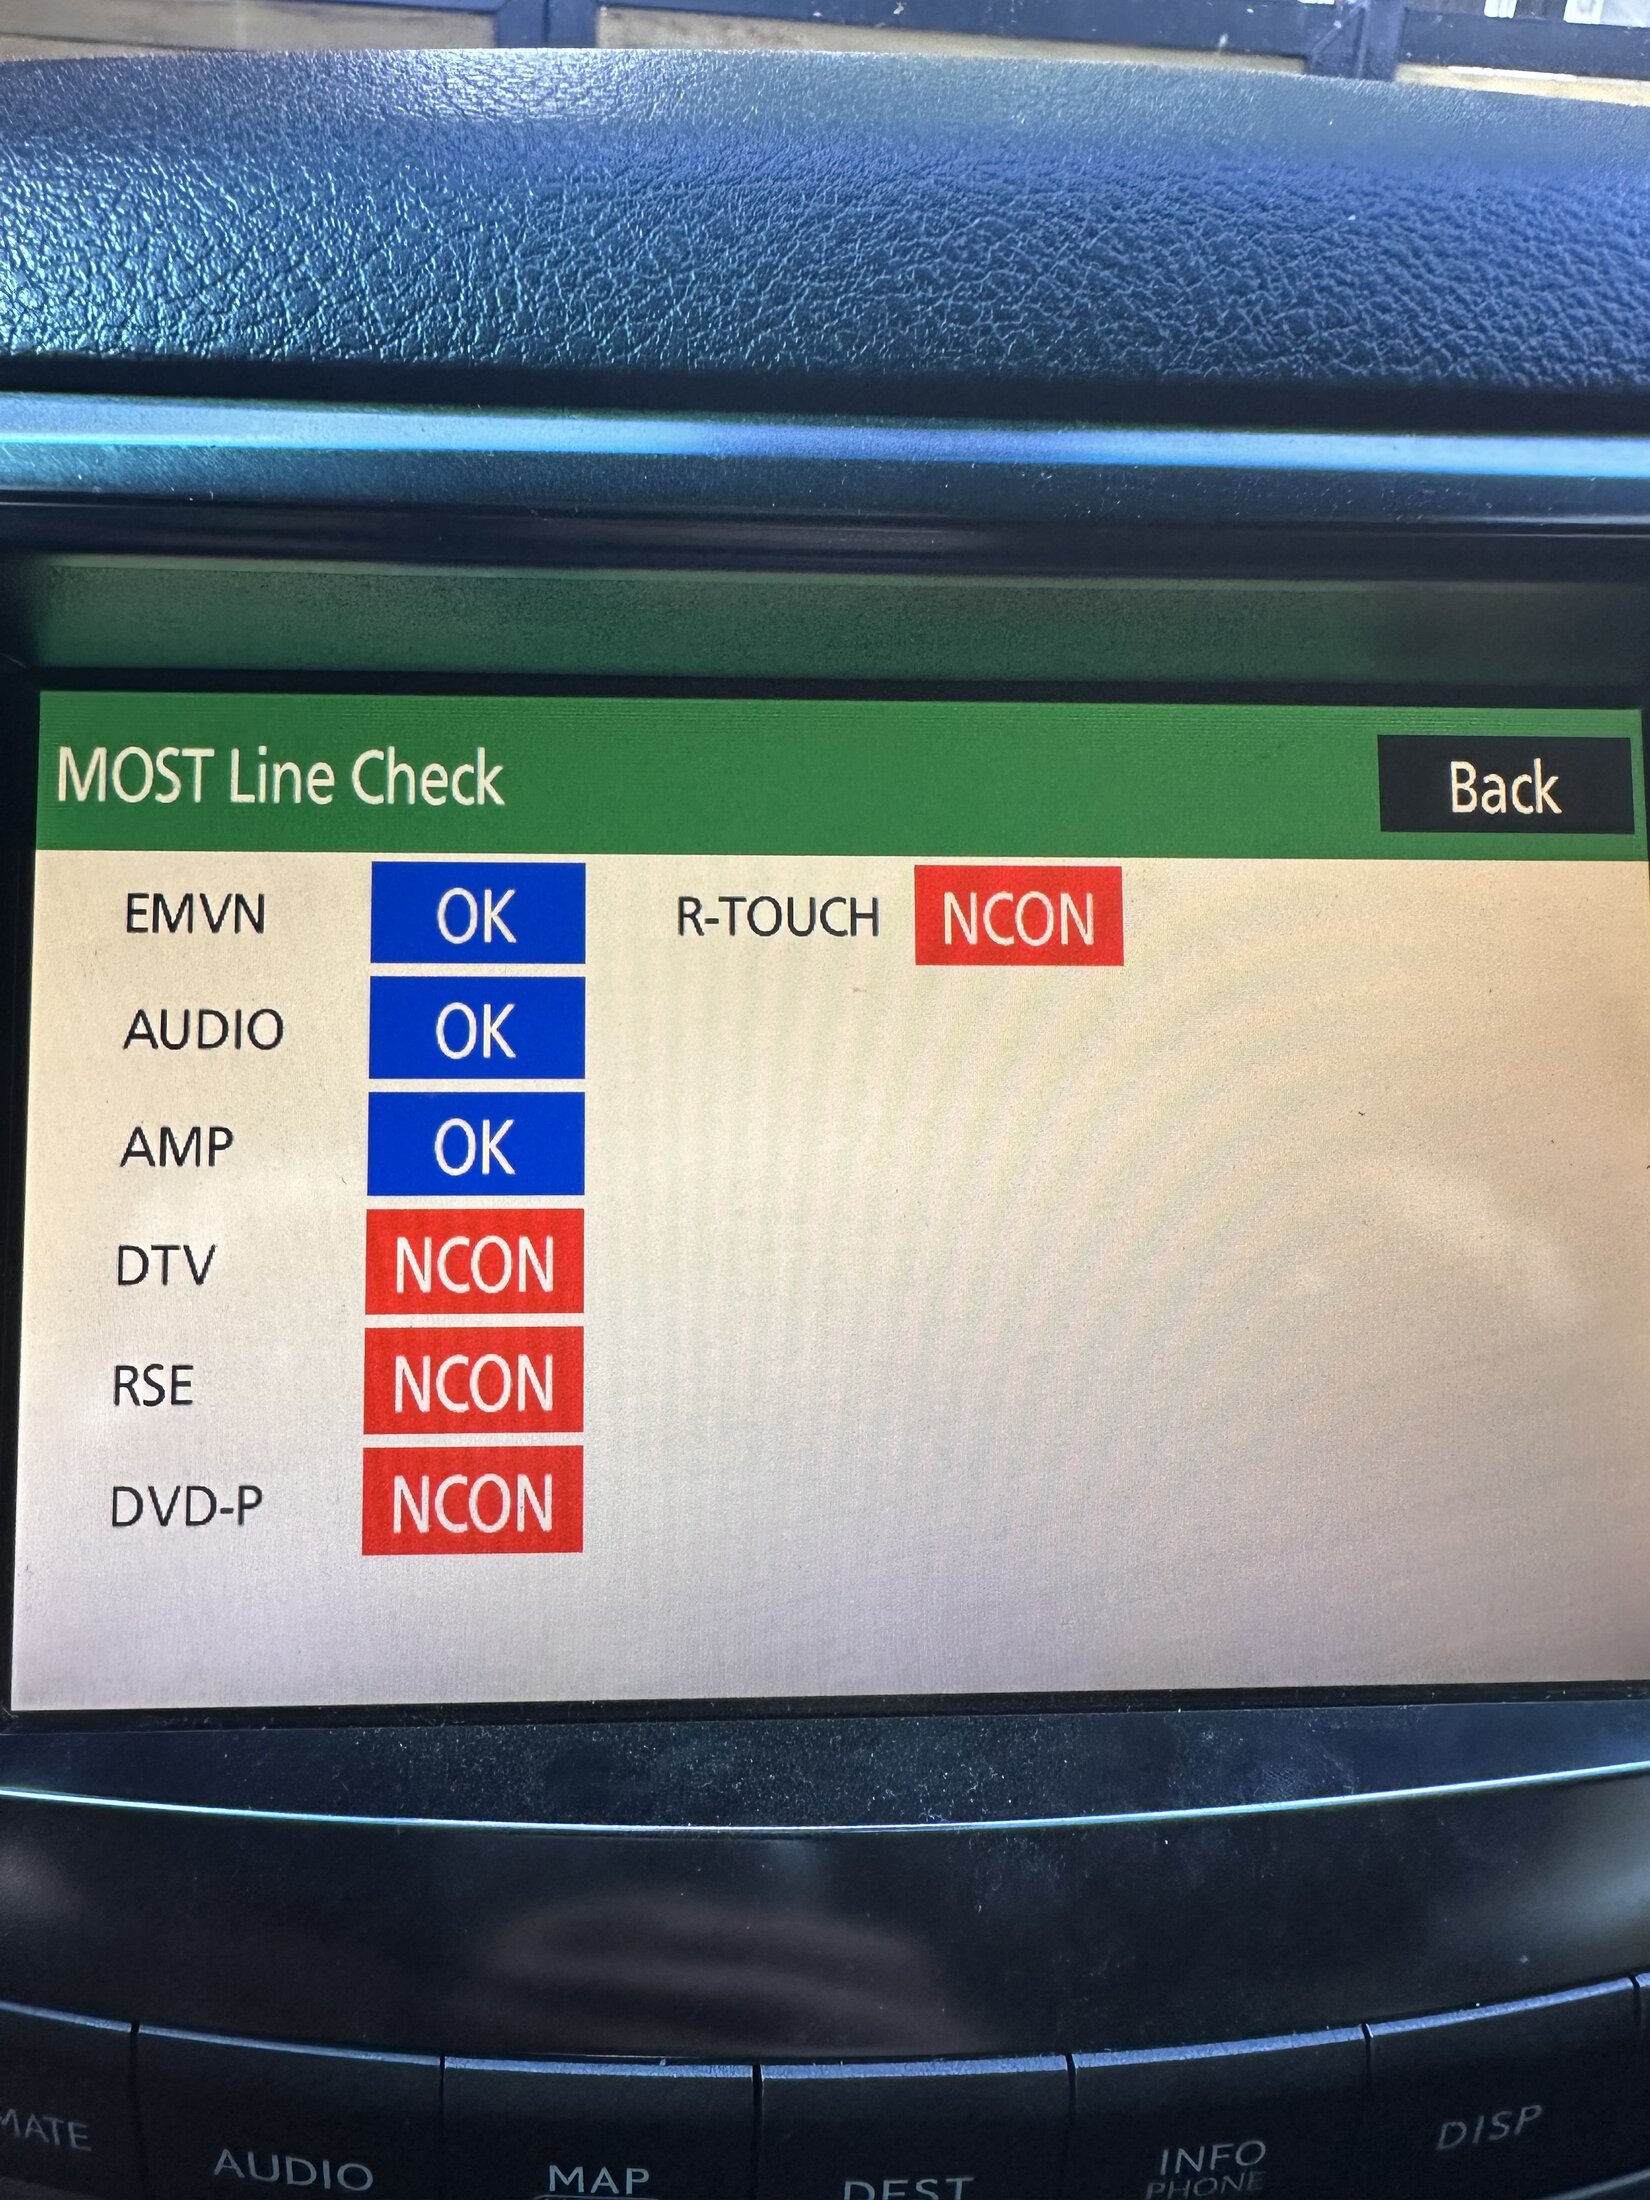 MOST Line Check Back
EMVN OK R-TOUCH NCON
AUDIO OK
AMP OK
DTV NCON
RSE NCON
DVD-P NCON
MATE AUDIO MAP DEST INFO DISP
PHONE